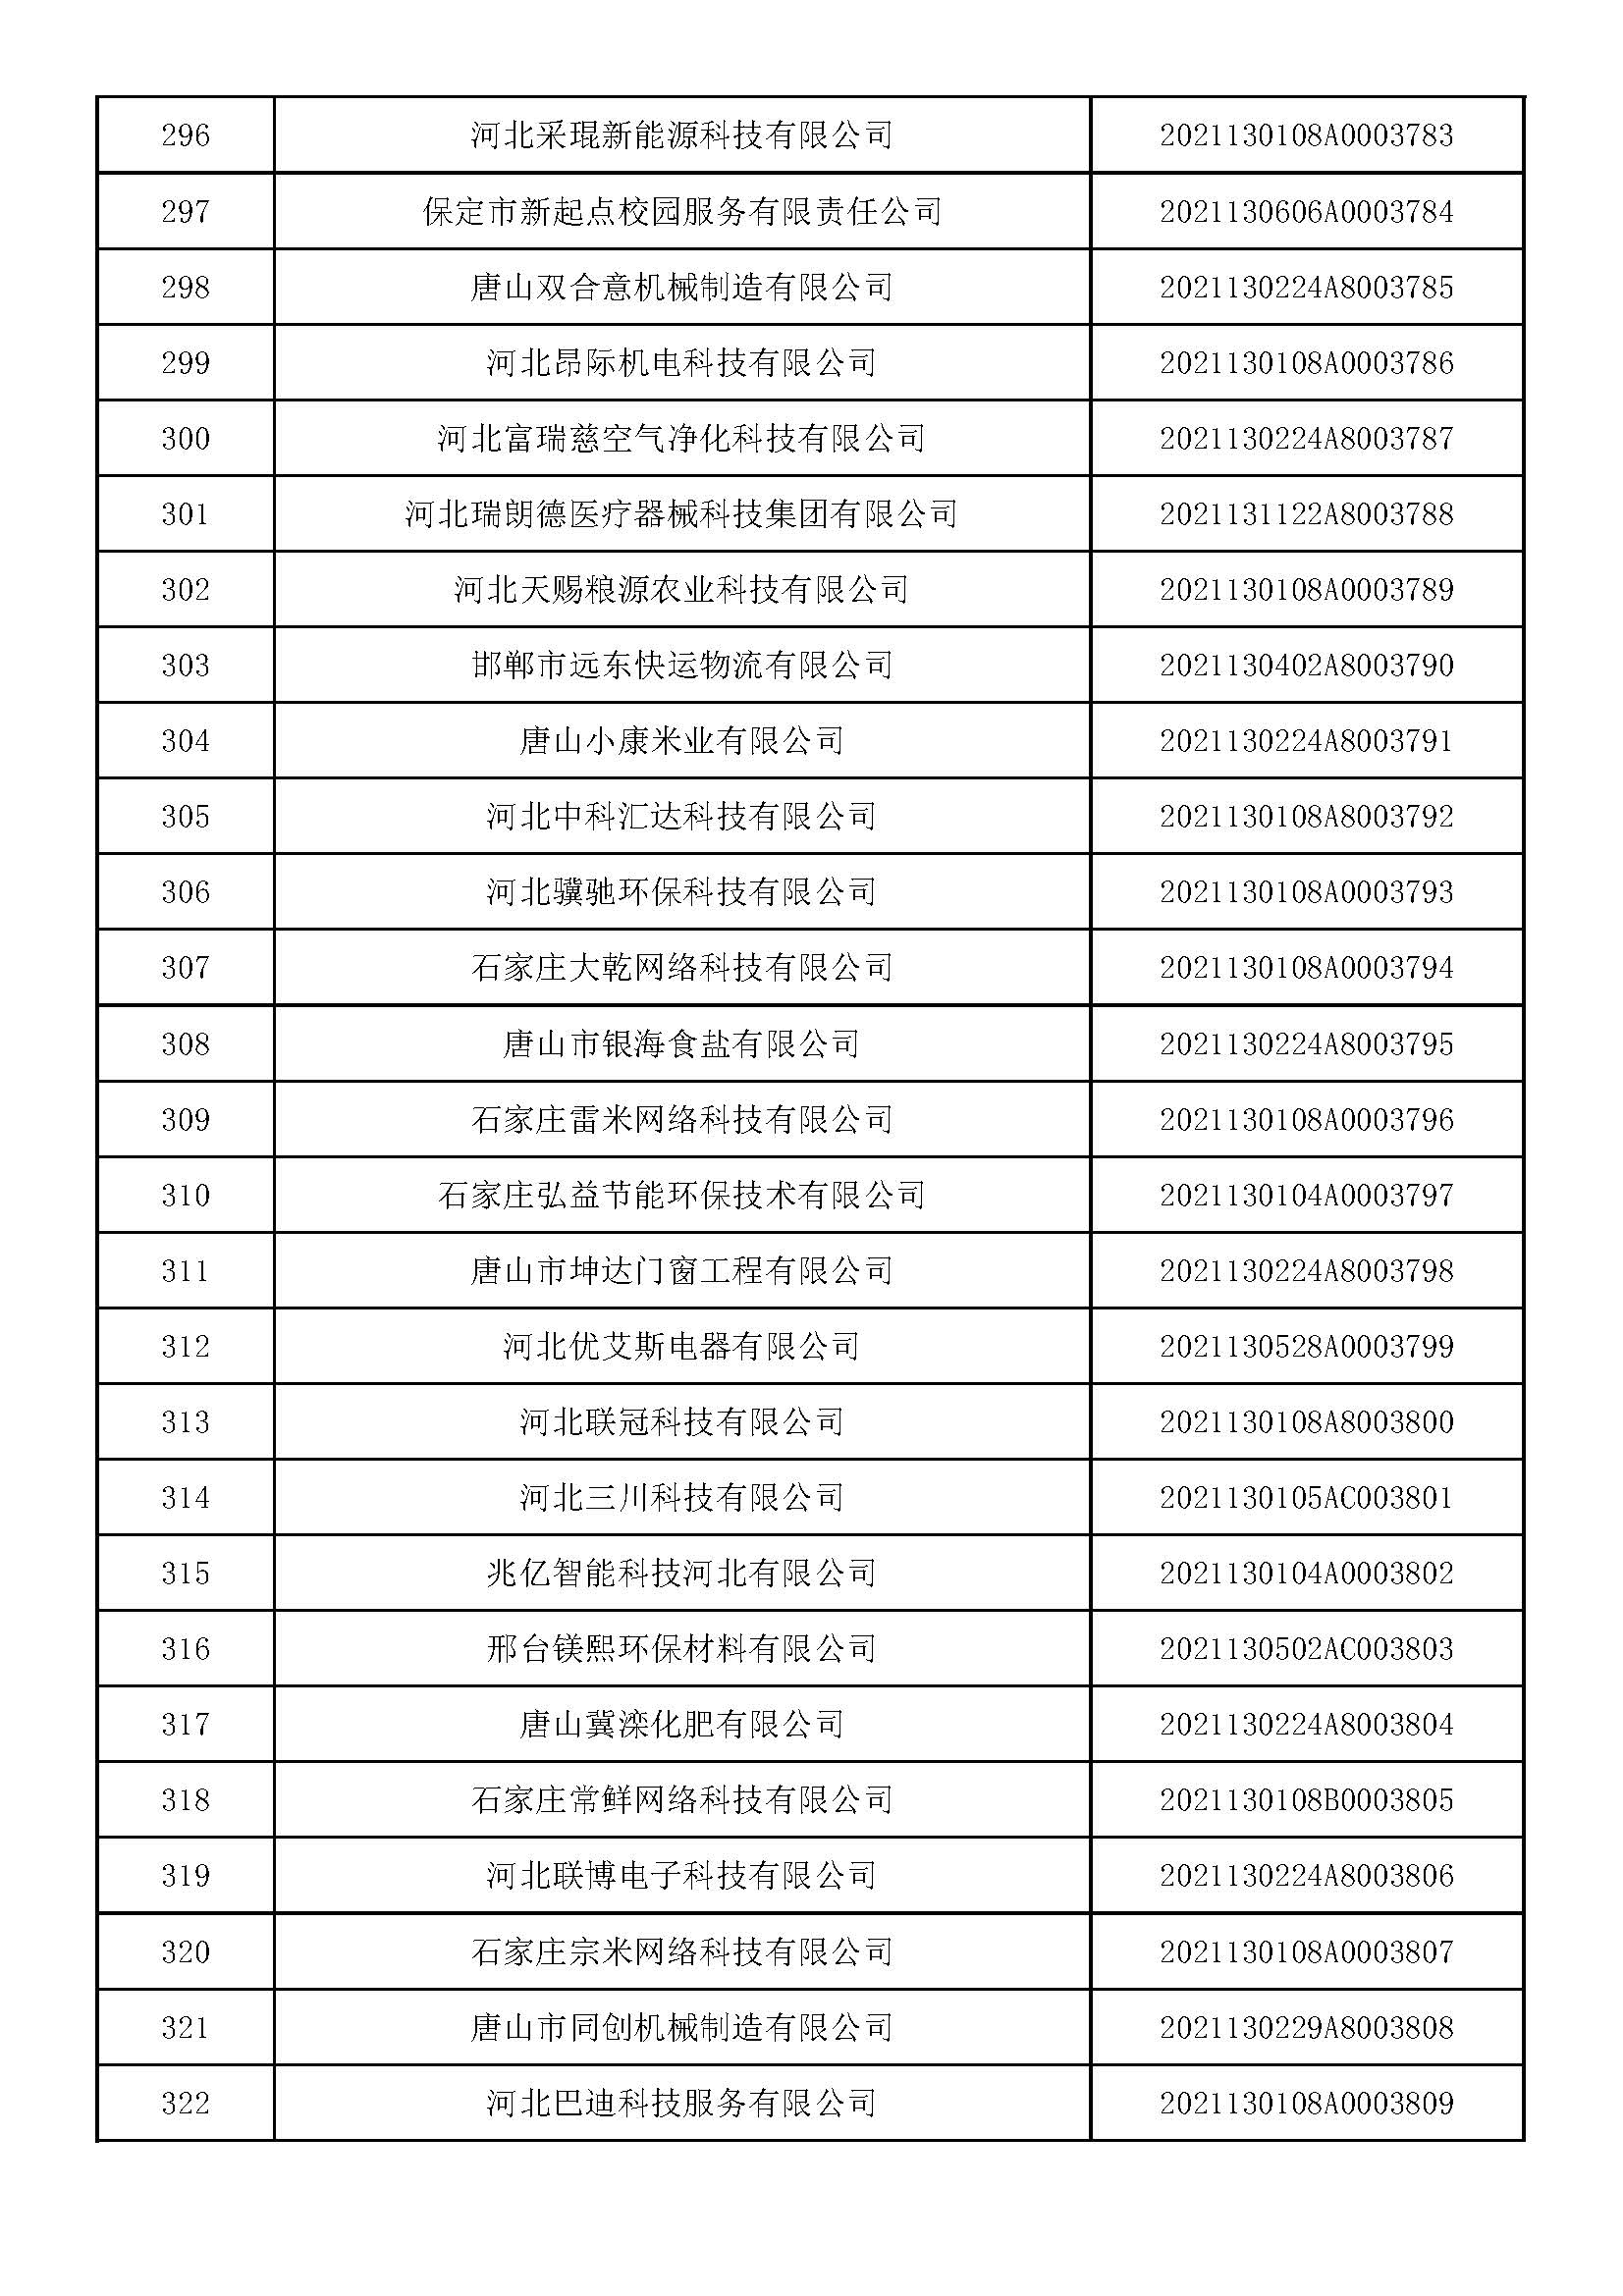 296 河北采琨新能源科技有限公司 2021130108A0003783
297 保定市新起点校园服务有限责任公司 2021130606A0003784
298 唐山双合意机械制造有限公司 2021130224A8003785
299 河北昂际机电科技有限公司 2021130108A0003786
300 河北富瑞慈空气净化科技有限公司 2021130224A8003787
301 河北瑞朗德医疗器械科技集团有限公司 2021131122A8003788
302 河北天赐粮源农业科技有限公司 2021130108A0003789
303 邯郸市远东快运物流有限公司 2021130402A8003790
304 唐山小康米业有限公司 2021130224A8003791
305 河北中科汇达科技有限公司 2021130108A8003792
306 河北骥驰环保科技有限公司 2021130108A0003793
307 石家庄大乾网络科技有限公司 2021130108A0003794
308 唐山市银海食盐有限公司 2021130224A8003795
309 石家庄雷米网络科技有限公司 2021130108A0003796
310 石家庄弘益节能环保技术有限公司 2021130104A0003797
311 唐山市坤达门窗工程有限公司 2021130224A8003798
312 河北优艾斯电器有限公司 2021130528A0003799
313 河北联冠科技有限公司 2021130108A8003800
314 河北三川科技有限公司 2021130105AC003801
315 兆亿智能科技河北有限公司 2021130104A0003802
316 邢台镁熙环保材料有限公司 2021130502AC003803
317 唐山冀滦化肥有限公司 2021130224A8003804
318 石家庄常鲜网络科技有限公司 2021130108B0003805
319 河北联博电子科技有限公司 2021130224A8003806
320 石家庄宗米网络科技有限公司 2021130108A0003807
321 唐山市同创机械制造有限公司 2021130229A8003808
322 河北巴迪科技服务有限公司 2021130108A0003809